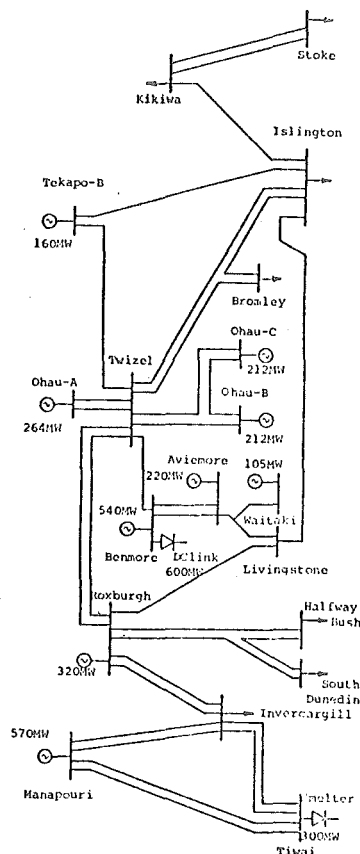 Stoke
Kikiwa
Islington
Tekapo-B
160MW
Bromley
Twizel
Ohau-C
212MW
Ohau-A
264MW
Ohau-B
212MW
Aviemore
220MW
105MW
540MW
Waitaki
Benmore
DClink
600MW
Livingstone
Roxburgh
Halfway
Bush
320MW
South
Dunedin
Invercargill
570MW
Manapouri
Smelter
300MW
Tiwai